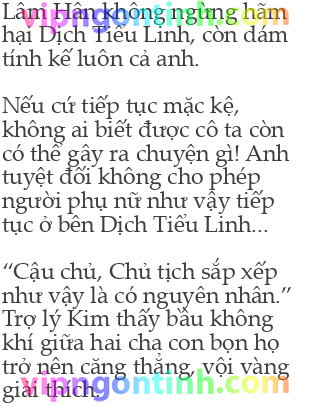 Lâm Hân không ngừng hãm
hại Dịch Tiểu Linh, còn dám
tính kế luôn cả anh.
Nếu cứ tiếp tục mặc kệ,
không ai biết được cô ta còn
có thể gây ra chuyện gì! Anh
tuyệt đối không cho phép
người phụ nữ như vậy tiếp
tục ở bên Dịch Tiểu Linh...
“Cậu chủ, Chủ tịch sắp xếp
như vậy là có nguyên nhân.”
Trợ lý Kim thấy bầu không
khí giữa hai cha con bọn họ
trở nên căng thẳng, vội vàng
giải thích.
vipngontinh.com
vipngontinh.com